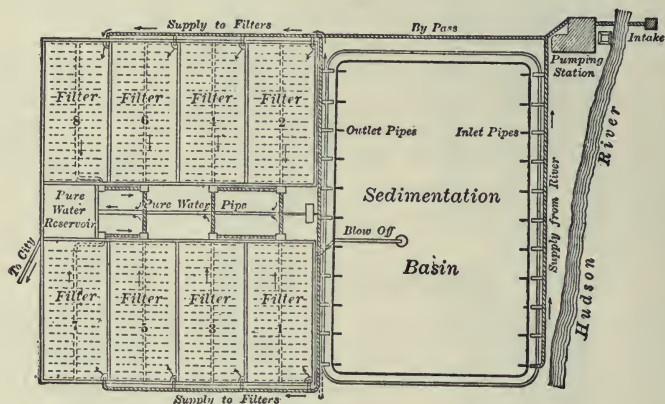 Supply to Filters
By Pass
Intake
Pumping
Station
Filter
8
Filter
6
Filter
4
Filter
2
Outlet Pipes
Inlet Pipes
Hudson River
Supply from River
Sedimentation
Basin
Pure
Water
Reservoir
Pure Water Pipe
Blow Off
To City
Filter
Filter
5
Filter
3
Filter
1
Supply to Filters